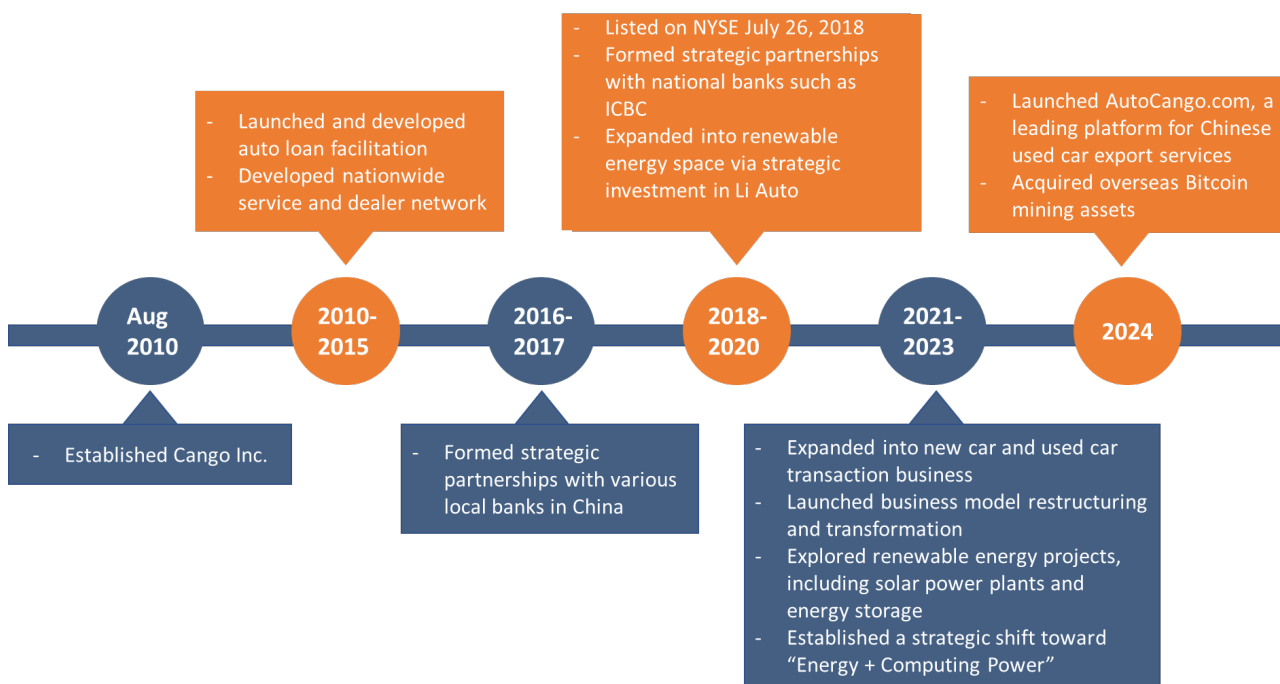 - Listed on NYSE July 26, 2018
- Formed strategic partnerships
with national banks such as
ICBC
- Expanded into renewable
energy space via strategic
investment in Li Auto
- Launched and developed
auto loan facilitation
- Developed nationwide
service and dealer network
- Launched AutoCango.com, a
leading platform for Chinese
used car export services
- Acquired overseas Bitcoin
mining assets
Aug
2010
2010-
2015
2016-
2017
2018-
2020
2021-
2023
2024
- Established Cango Inc.
- Formed strategic
partnerships with various
local banks in China
- Expanded into new car and used car
transaction business
- Launched business model restructuring
and transformation
- Explored renewable energy projects,
including solar power plants and
energy storage
- Established a strategic shift toward
“Energy + Computing Power”